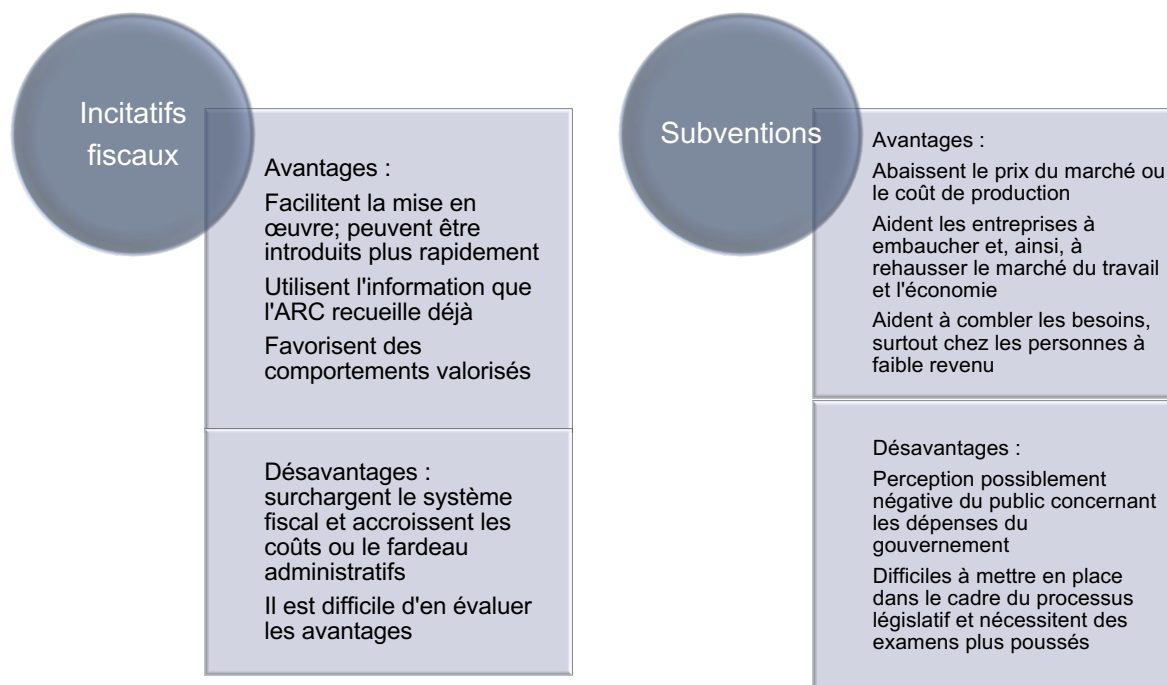 Incitatifs
fiscaux
Avantages :
Facilitent la mise en
œuvre; peuvent être
introduits plus rapidement
Utilisent l'information que
l'ARC recueille déjà
Favorisent des
comportements valorisés
Désavantages :
surchargent le système
fiscal et accroissent les
coûts ou le fardeau
administratifs
Il est difficile d'en évaluer
les avantages
Subventions
Avantages :
Abaissent le prix du marché ou
le coût de production
Aident les entreprises à
embaucher et, ainsi, à
rehausser le marché du travail
et l'économie
Aident à combler les besoins,
surtout chez les personnes à
faible revenu
Désavantages :
Perception possiblement
négative du public concernant
les dépenses du
gouvernement
Difficiles à mettre en place
dans le cadre du processus
législatif et nécessitent des
examens plus poussés